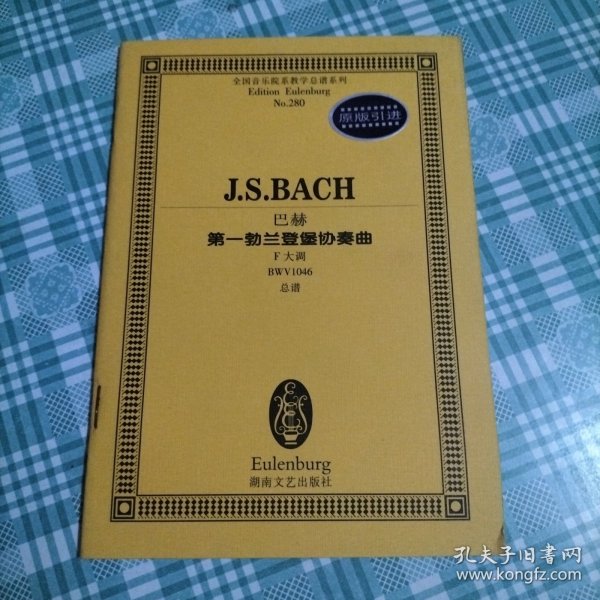 全国音乐院系教学总谱系列
Edition Eulenburg
No.280
原版引进
J.S.BACH
巴赫
第一勃兰登堡协奏曲
F 大调
BWV1046
总谱
Eulenburg
湖南文艺出版社
孔夫子旧书网
www.kongfz.com